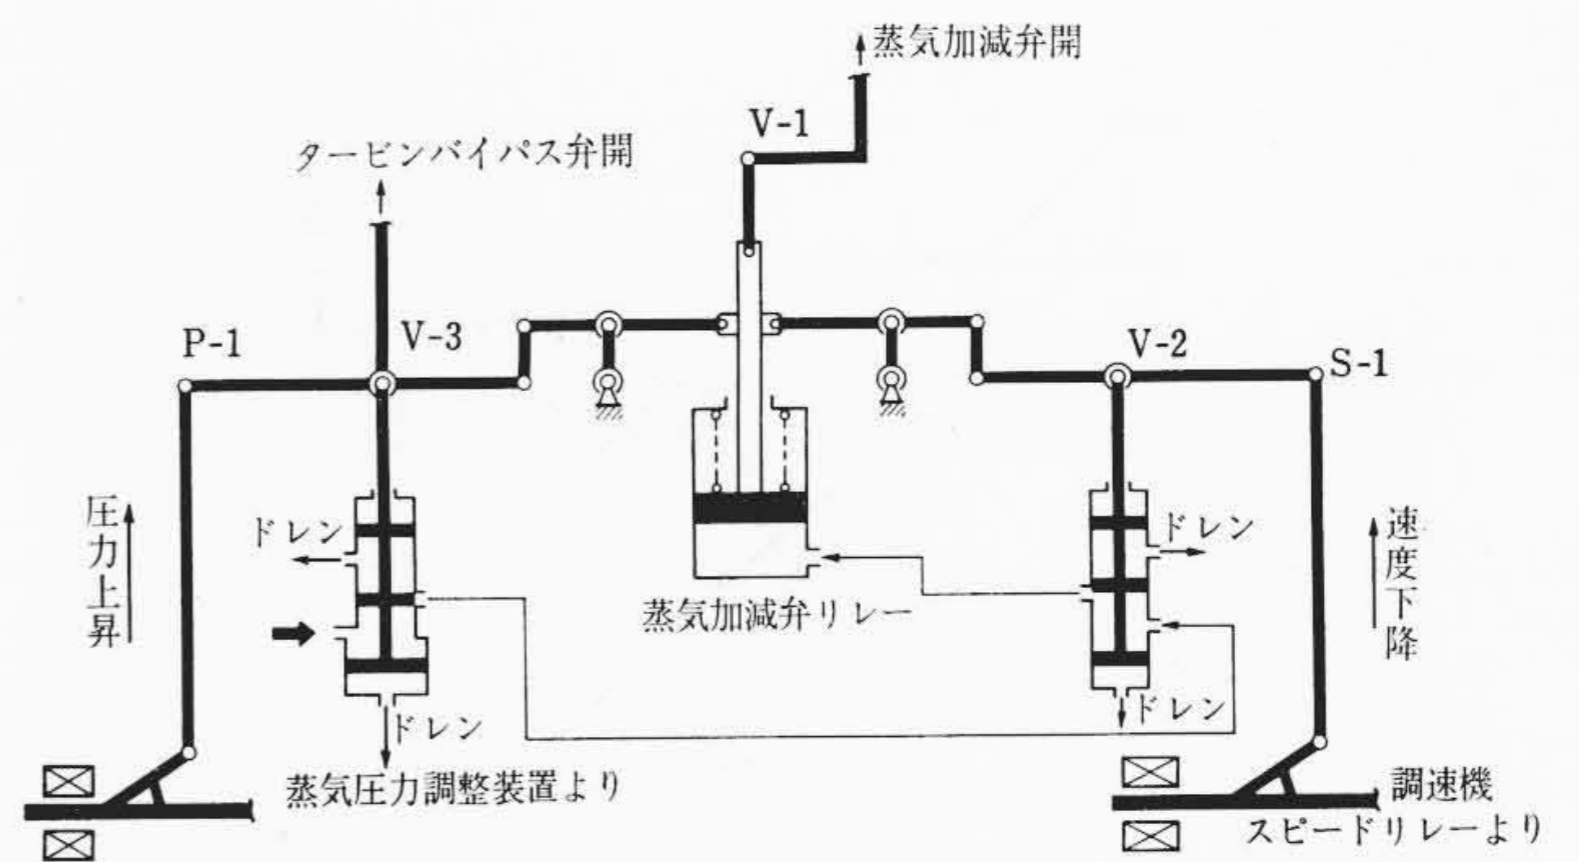 蒸気加減弁開
V-1
タービンバイパス弁開
P-1
V-3
V-2
S-1
圧力上昇
ドレン
ドレン
速度下降
蒸気加減弁リレー
ドレン
ドレン
蒸気圧力調整装置より
調速機
スピードリレーより